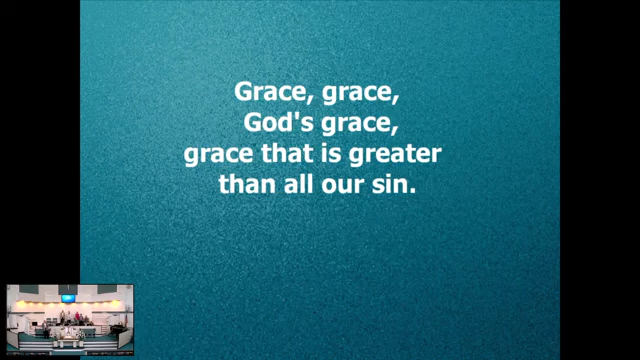 Grace, grace,
God's grace,
grace that is greater
than all our sin.